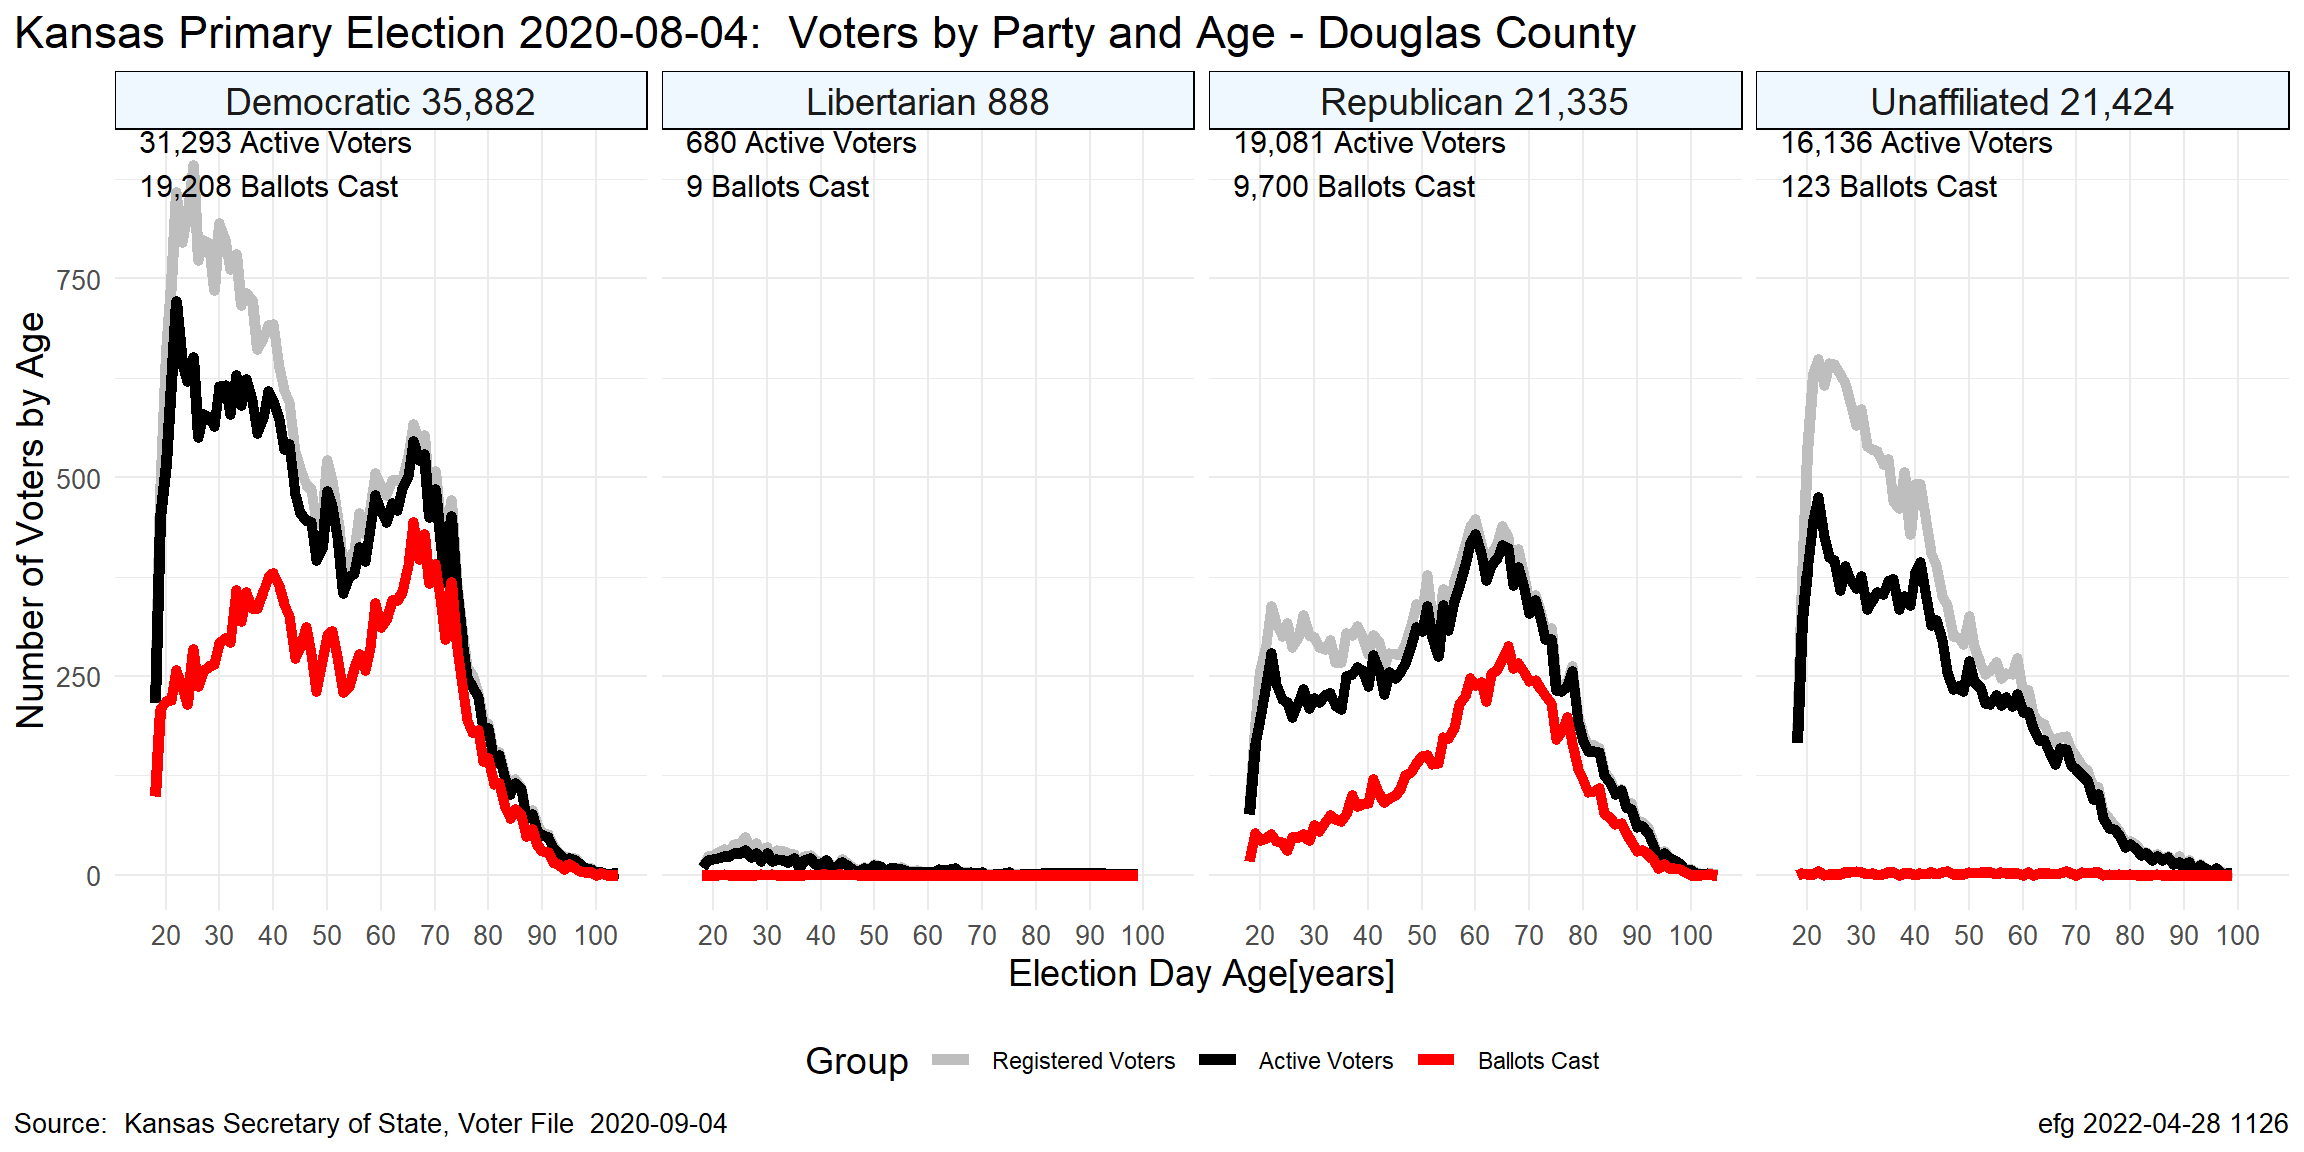 Kansas Primary Election 2020-08-04:  Voters by Party and Age - Douglas County
Democratic 35,882
Libertarian 888
Republican 21,335
Unaffiliated 21,424
31,293 Active Voters
19,208 Ballots Cast
680 Active Voters
9 Ballots Cast
19,081 Active Voters
9,700 Ballots Cast
16,136 Active Voters
123 Ballots Cast
Number of Voters by Age
750
500
250
0
20 30 40 50 60 70 80 90 100
20 30 40 50 60 70 80 90 100
20 30 40 50 60 70 80 90 100
20 30 40 50 60 70 80 90 100
Election Day Age[years]
Group Registered Voters Active Voters Ballots Cast
Source:  Kansas Secretary of State, Voter File  2020-09-04
efg 2022-04-28 1126